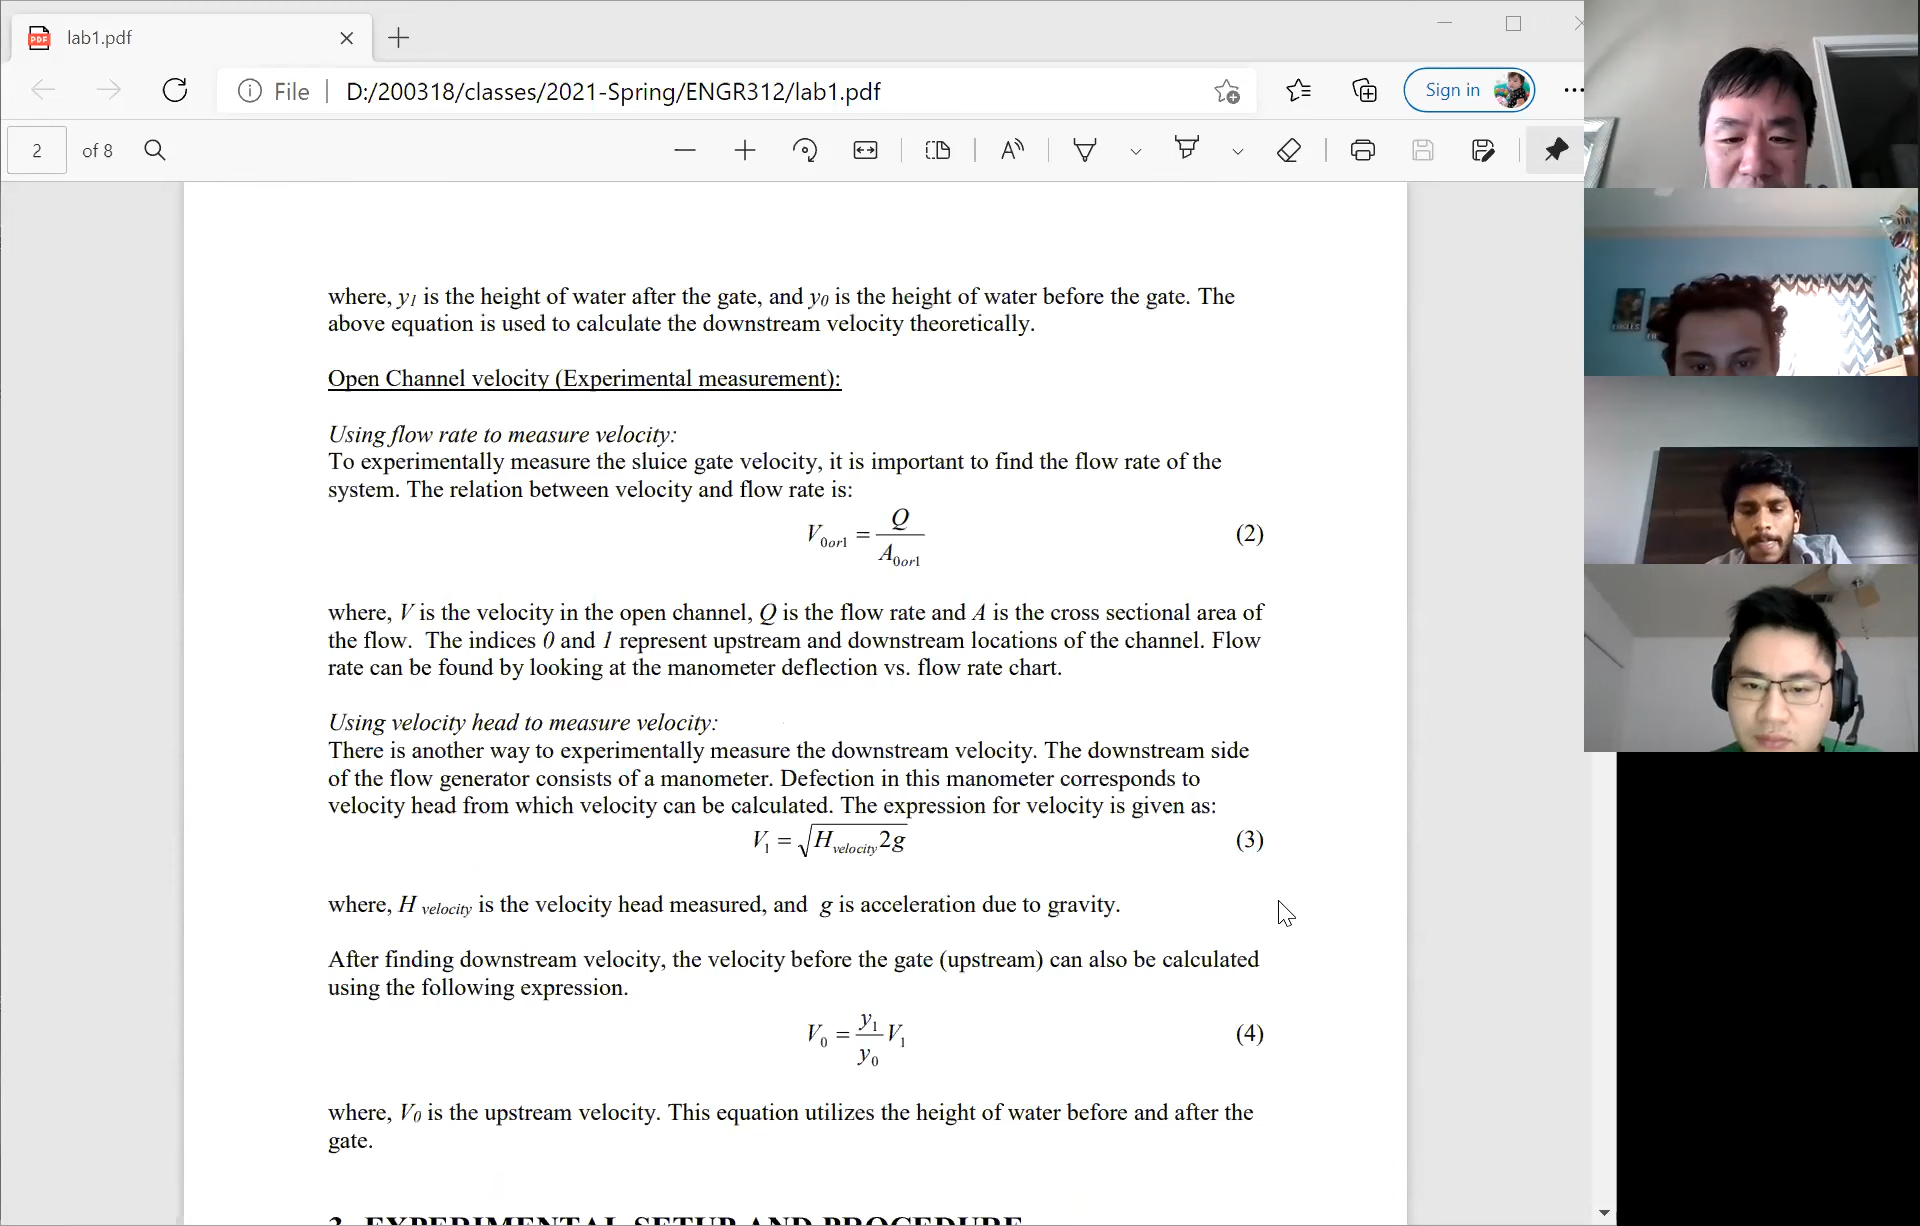 lab1.pdf
File
D:/200318/classes/2021-Spring/ENGR312/lab1.pdf
Sign in
2 of 8
where, y1 is the height of water after the gate, and y0 is the height of water before the gate. The
above equation is used to calculate the downstream velocity theoretically.
Open Channel velocity (Experimental measurement):
Using flow rate to measure velocity:
To experimentally measure the sluice gate velocity, it is important to find the flow rate of the
system. The relation between velocity and flow rate is:
V0or1 = Q / A0or1 (2)
where, V is the velocity in the open channel, Q is the flow rate and A is the cross sectional area of
the flow. The indices 0 and 1 represent upstream and downstream locations of the channel. Flow
rate can be found by looking at the manometer deflection vs. flow rate chart.
Using velocity head to measure velocity:
There is another way to experimentally measure the downstream velocity. The downstream side
of the flow generator consists of a manometer. Defection in this manometer corresponds to
velocity head from which velocity can be calculated. The expression for velocity is given as:
V1 = √Hvelocity2g (3)
where, H velocity is the velocity head measured, and g is acceleration due to gravity.
After finding downstream velocity, the velocity before the gate (upstream) can also be calculated
using the following expression.
V0 = y1 / y0 V1 (4)
where, V0 is the upstream velocity. This equation utilizes the height of water before and after the
gate.
EXPERIMENTAL SETUP AND PROCEDURE